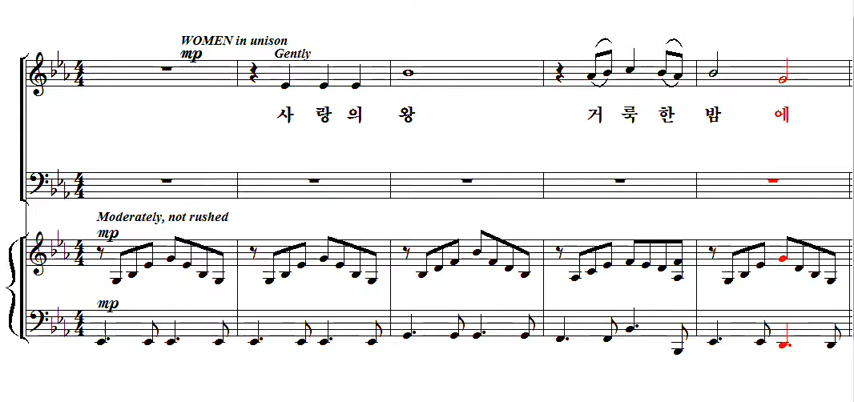 WOMEN in unison
mp
Gently
사 랑 의 왕 거 룩 한 밤 에
Moderately, not rushed
mp
mp